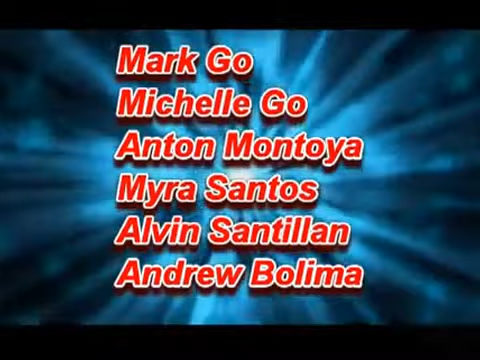 Mark Go
Michelle Go
Anton Montoya
Myra Santos
Alvin Santillan
Andrew Bolima